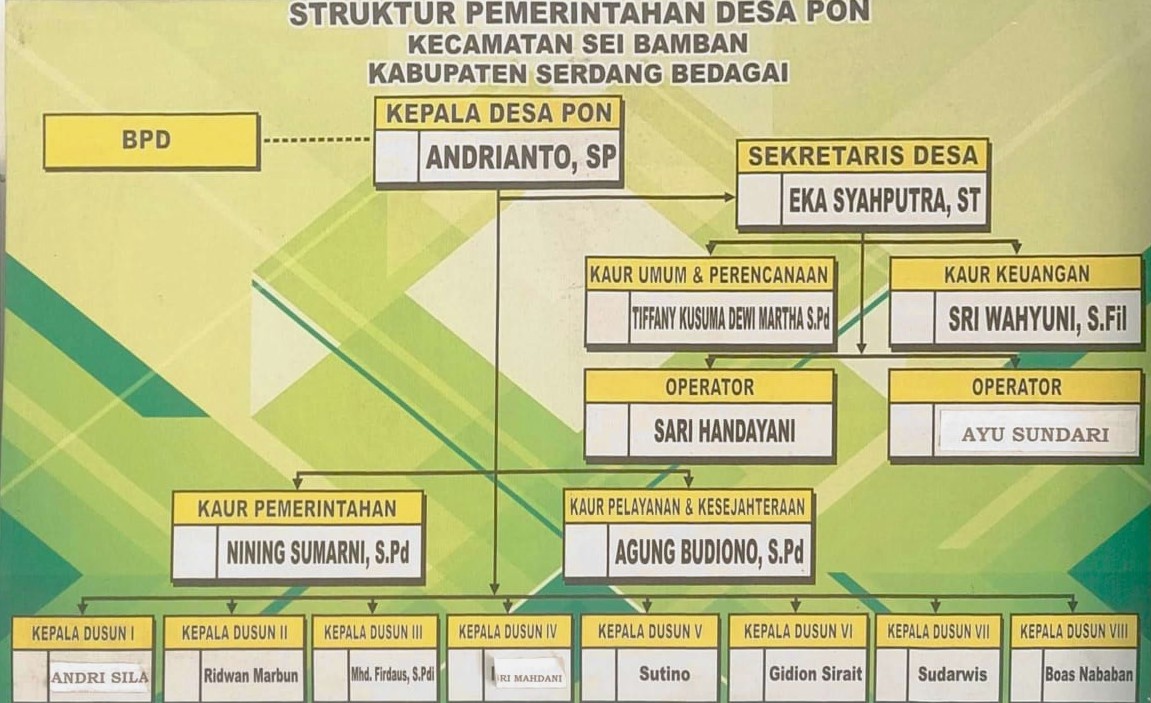 STRUKTUR PEMERINTAHAN DESA PON
KECAMATAN SEI BAMBAN
KABUPATEN SERDANG BEDAGAI
BPD
KEPALA DESA PON
ANDRIANTO, SP
SEKRETARIS DESA
EKA SYAHPUTRA, ST
KAUR UMUM & PERENCANAAN
TIFFANY KUSUMA DEWI MARTHA S.Pd
KAUR KEUANGAN
SRI WAHYUNI, S.Fil
OPERATOR
SARI HANDAYANI
OPERATOR
AYU SUNDARI
KAUR PEMERINTAHAN
NINING SUMARNI, S.Pd
KAUR PELAYANAN & KESEJAHTERAAN
AGUNG BUDIONO, S.Pd
KEPALA DUSUN I
ANDRI SILA
KEPALA DUSUN II
Ridwan Marbun
KEPALA DUSUN III
Mhd. Firdaus, S.Pdi
KEPALA DUSUN IV
MAHDANI
KEPALA DUSUN V
Sutino
KEPALA DUSUN VI
Gidion Sirait
KEPALA DUSUN VII
Sudarwis
KEPALA DUSUN VIII
Boas Nababan